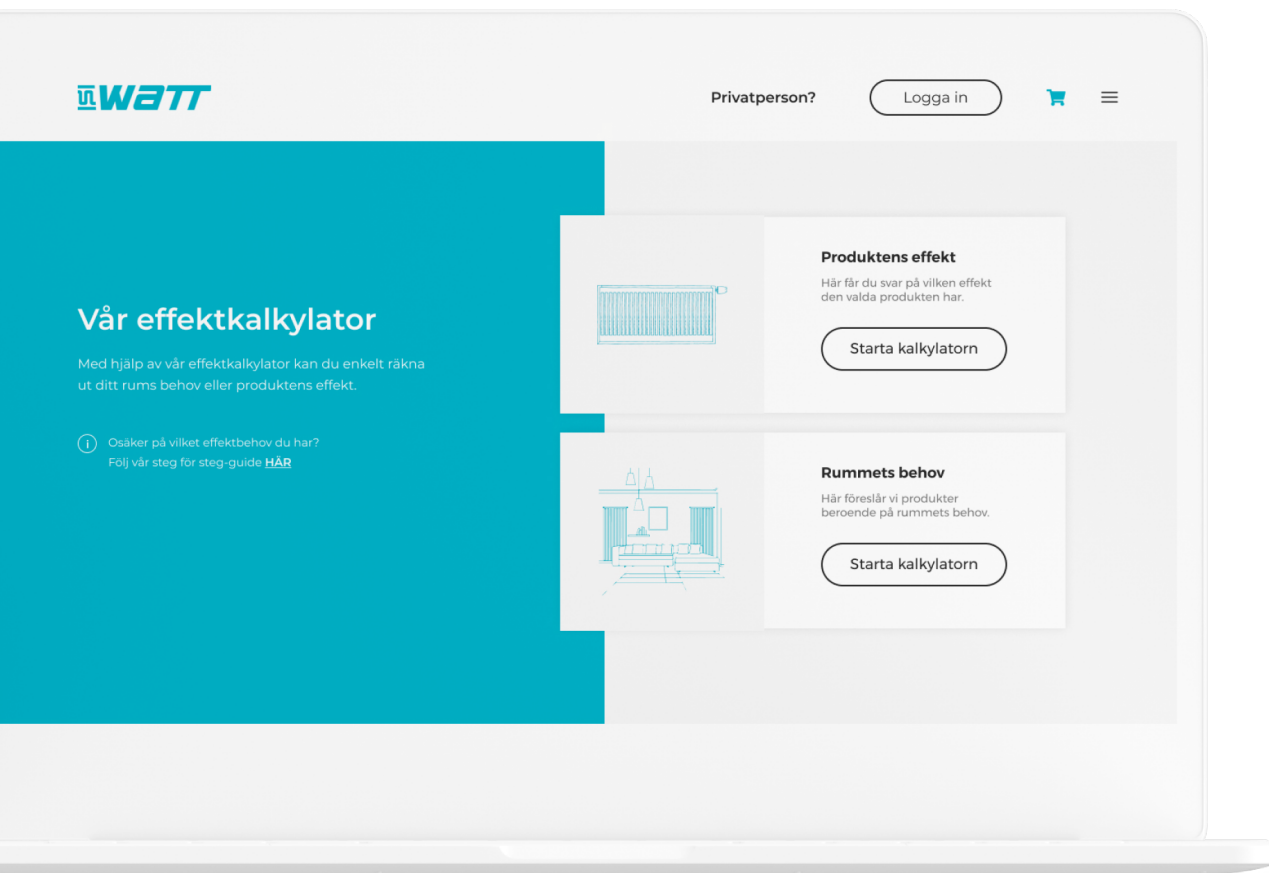 WATT
Privatperson?
Logga in
Vår effektkalkylator
Med hjälp av vår effektkalkylator kan du enkelt räkna
ut ditt rums behov eller produktens effekt.
i
Osäker på vilket effektbehov du har?
Följ vår steg för steg-guide HÄR
Produktens effekt
Här får du svar på vilken effekt
den valda produkten har.
Starta kalkylatorn
Rummets behov
Här föreslår vi produkter
beroende på rummets behov.
Starta kalkylatorn